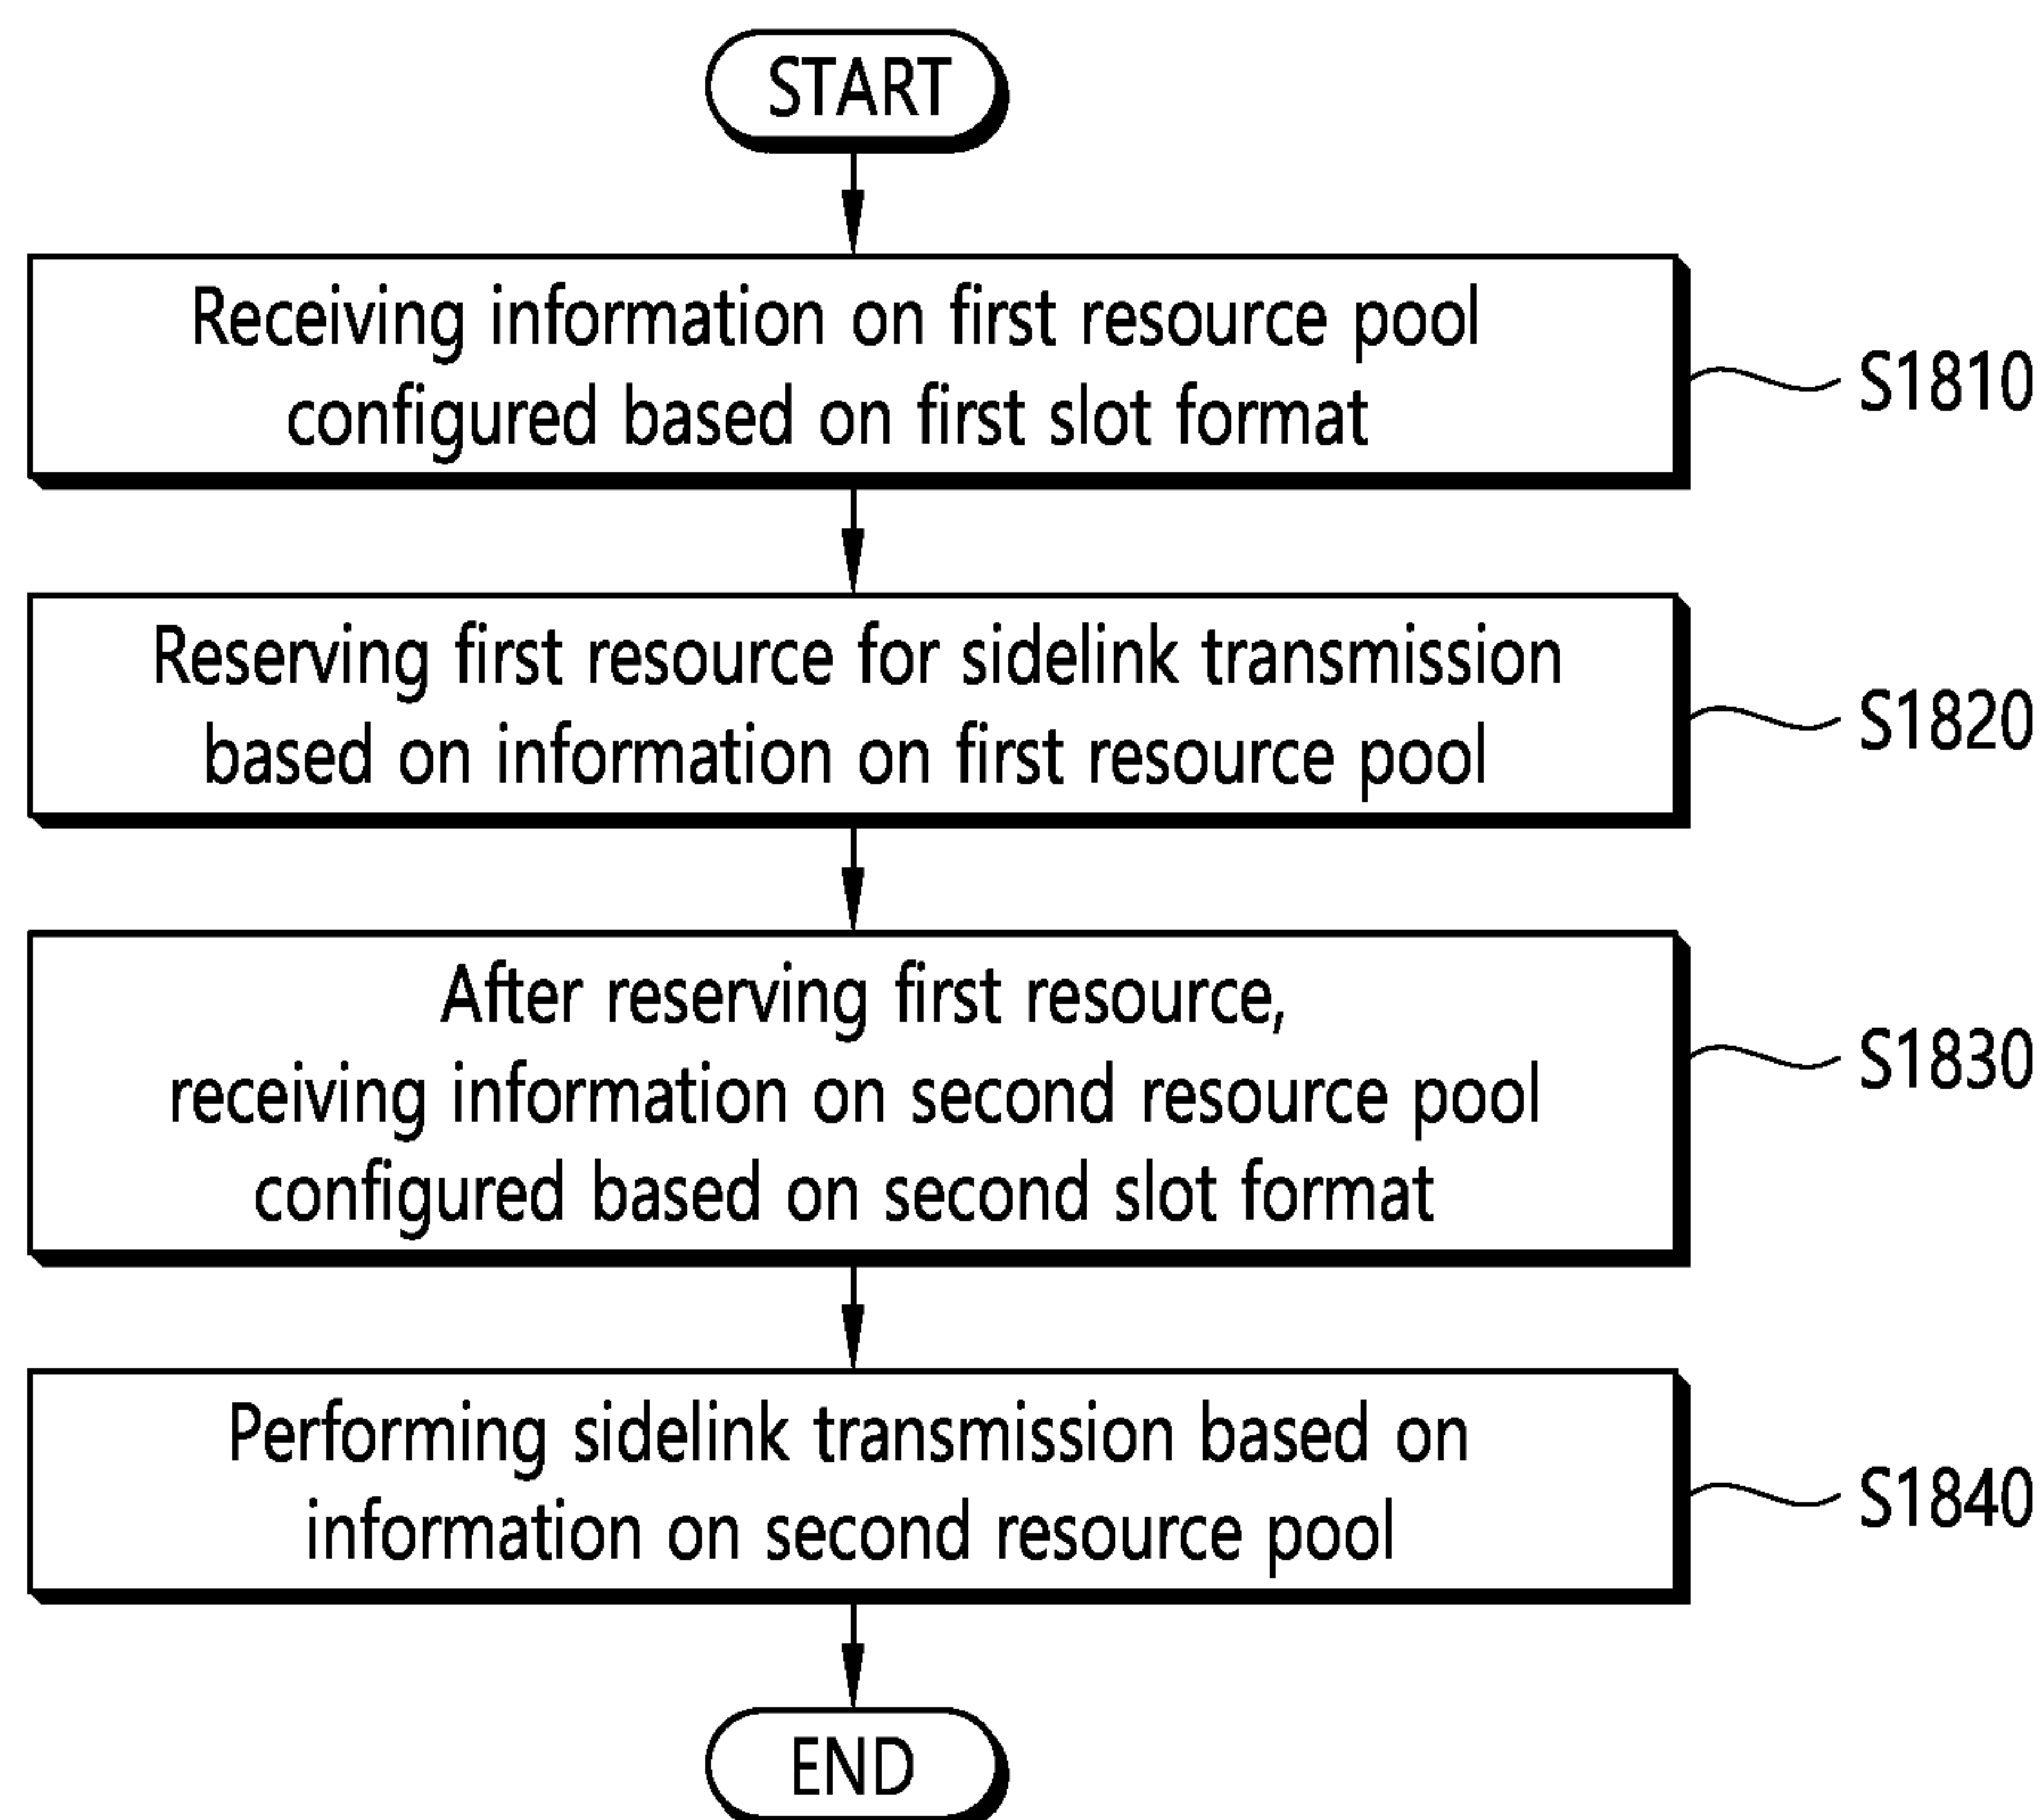 START
Receiving information on first resource pool
configured based on first slot format
S1810
Reserving first resource for sidelink transmission
based on information on first resource pool
S1820
After reserving first resource,
receiving information on second resource pool
configured based on second slot format
S1830
Performing sidelink transmission based on
information on second resource pool
S1840
END